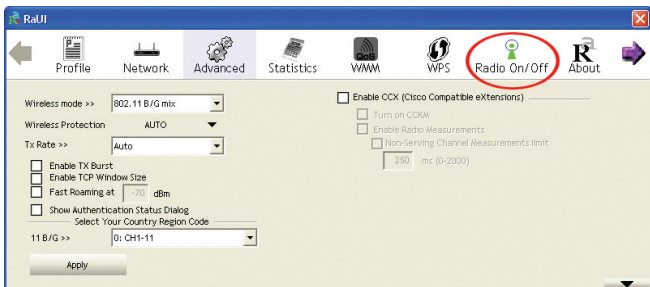 RaUI
Profile
Network
Advanced
Statistics
QoS
WMM
WPS
Radio On/Off
R a
About
Wireless mode >> 802.11 B/G mix
Wireless Protection AUTO
Tx Rate >> Auto
Enable TX Burst
Enable TCP Window Size
Fast Roaming at -70 dBm
Show Authentication Status Dialog
Select Your Country Region Code
11 B/G >> 0: CH1-11
Apply
Enable CCX (Cisco Compatible eXtensions)
Turn on CCKM
Enable Radio Measurements
Non-Serving Channel Measurements limit
250 ms (0-2000)